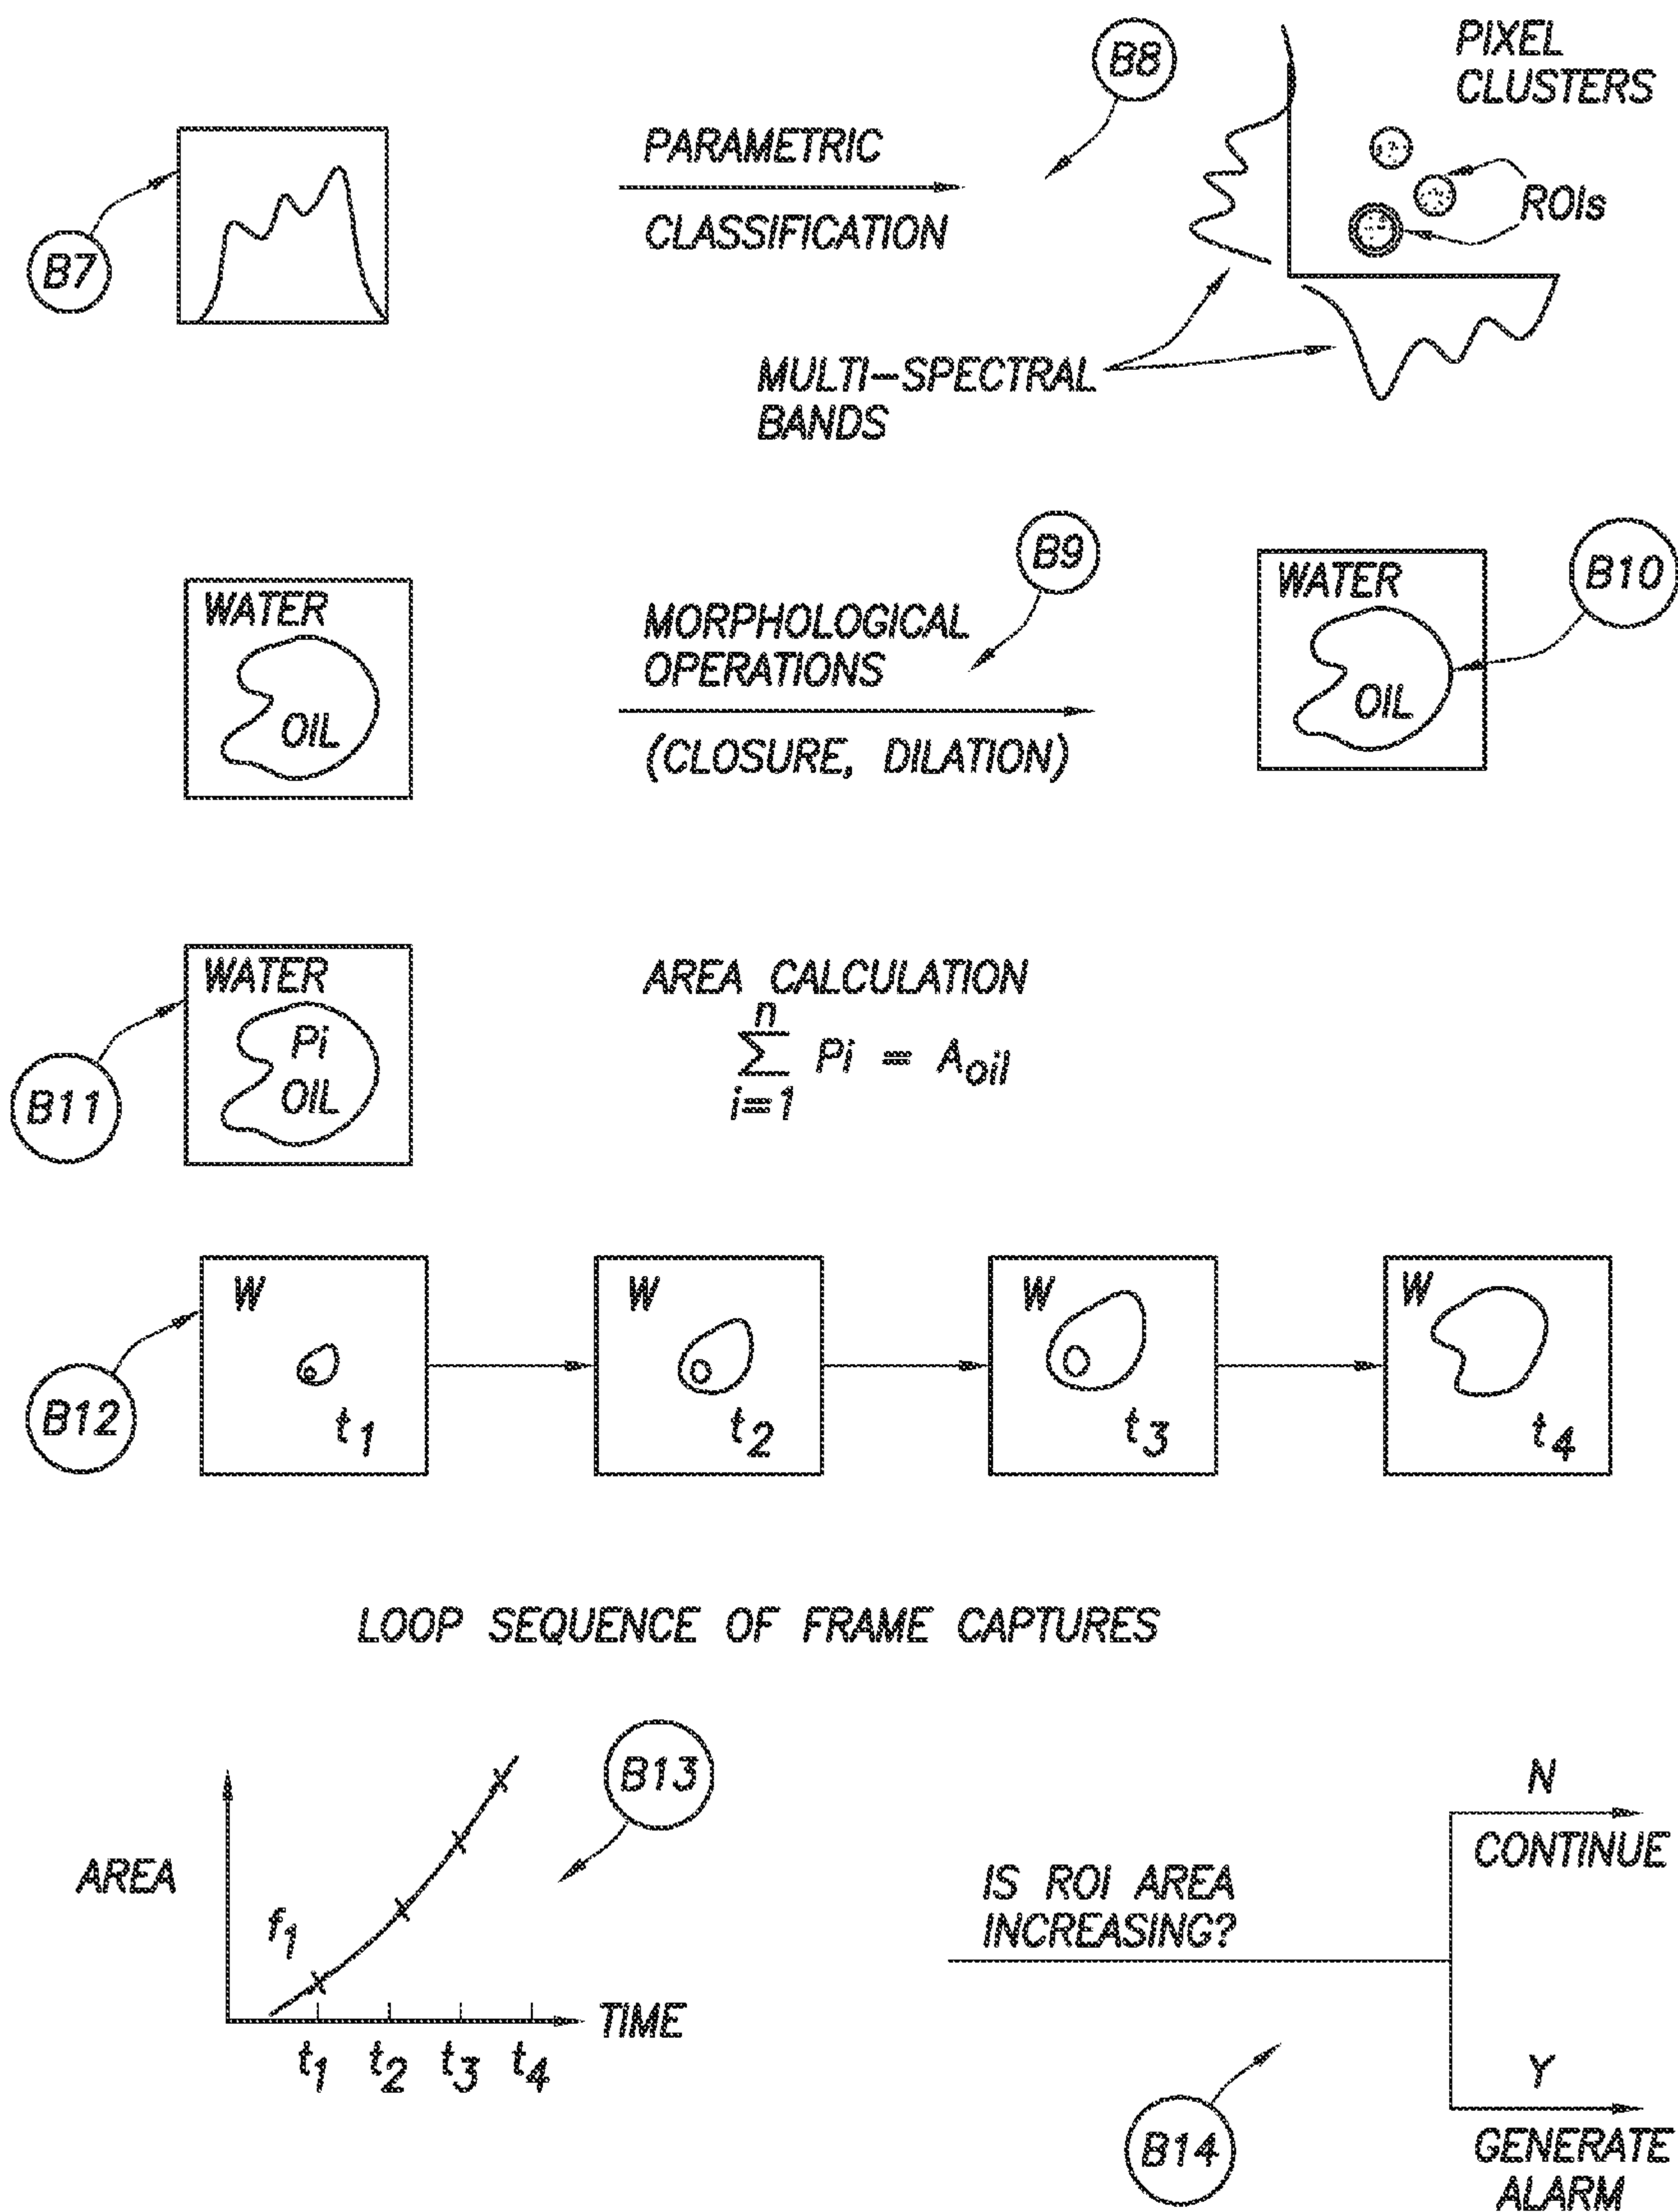 B7
PARAMETRIC
CLASSIFICATION
B8
PIXEL
CLUSTERS
ROIs
MULTI-SPECTRAL
BANDS
WATER
OIL
MORPHOLOGICAL
OPERATIONS
(CLOSURE, DILATION)
B9
WATER
OIL
B10
B11
WATER
Pi
OIL
AREA CALCULATION
n
∑ Pi = Aoil
i=1
B12
W
t1
W
t2
W
t3
W
t4
LOOP SEQUENCE OF FRAME CAPTURES
AREA
f1
t1 t2 t3 t4
TIME
B13
IS ROI AREA
INCREASING?
N
CONTINUE
Y
GENERATE
ALARM
B14